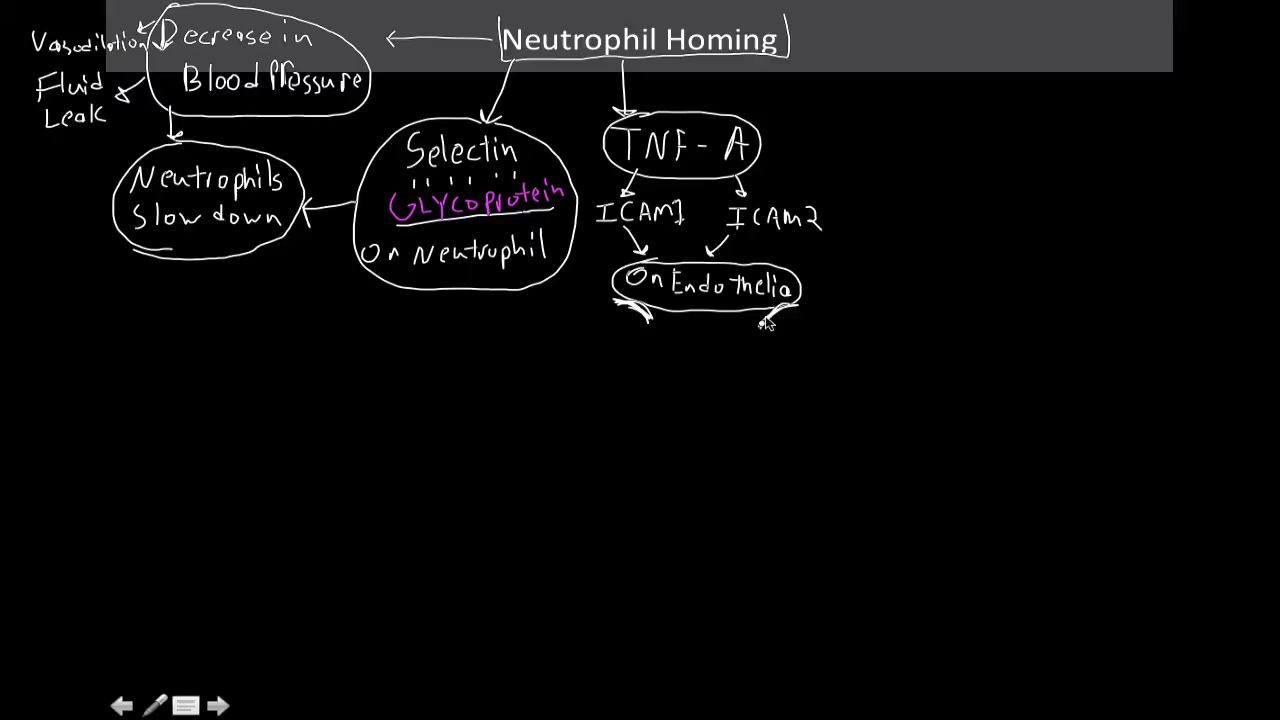 Neutrophil Homing
Decrease in
Blood Pressure
Vasodilation
Fluid
Leak
Neutrophils
Slow down
Selectin
GLYcoprotein
On Neutrophil
TNF - A
ICAM1
ICAM2
On Endothelia